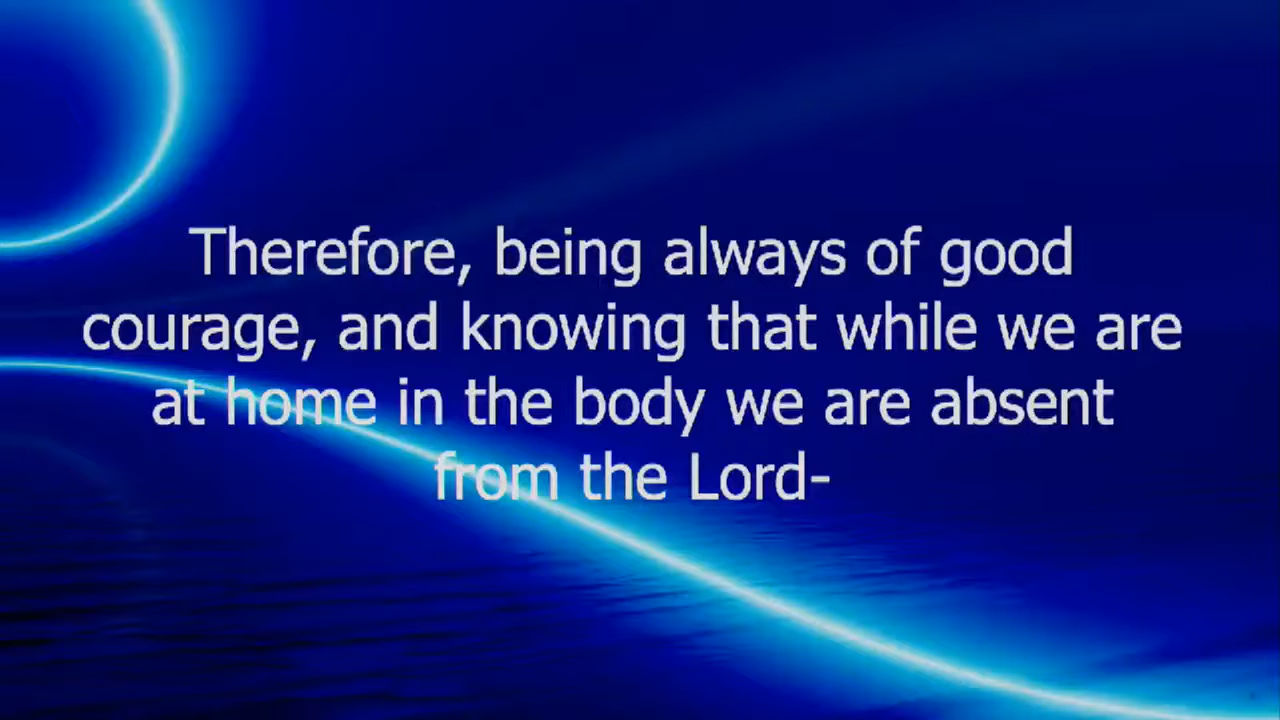 Therefore, being always of good
courage, and knowing that while we are
at home in the body we are absent
from the Lord-